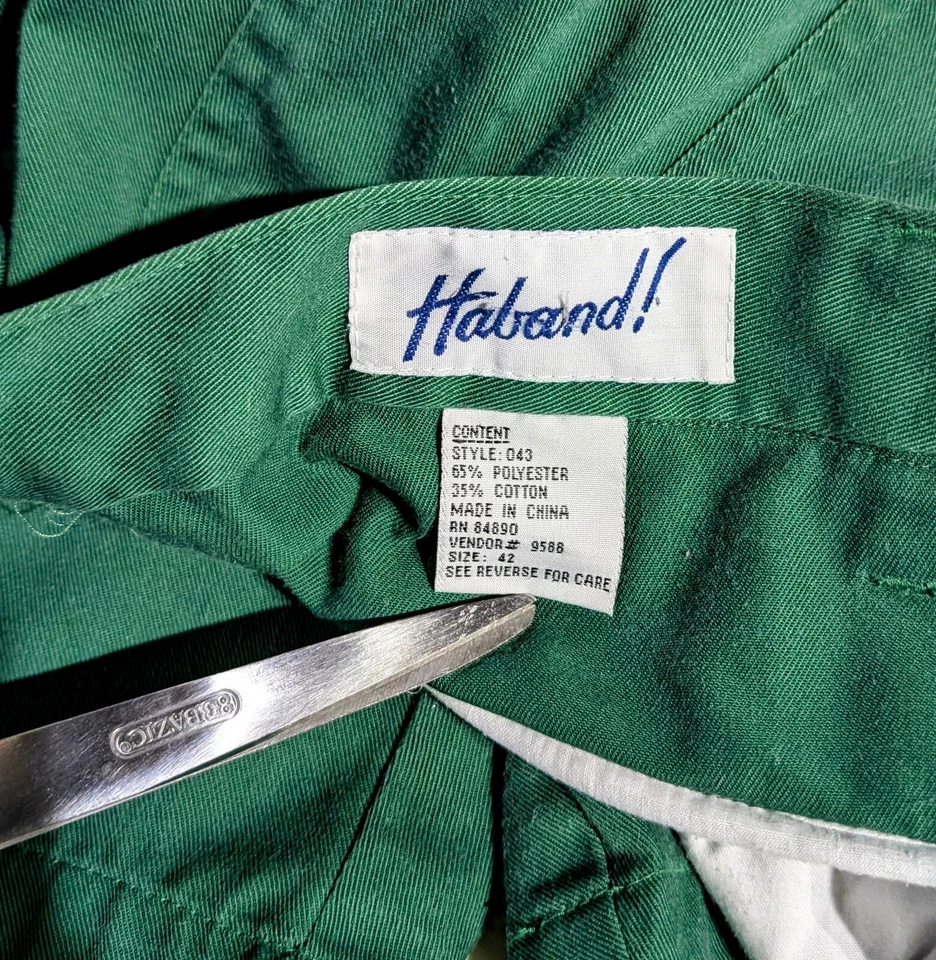 Haband!
CONTENT
STYLE: 043
65% POLYESTER
35% COTTON
MADE IN CHINA
RN 84890
VENDOR# 9588
SIZE: 42
SEE REVERSE FOR CARE
BAZIC®